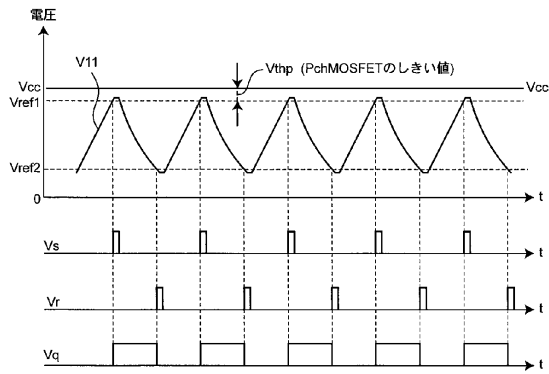 電圧
V11
Vthp (PchMOSFETのしきい値)
Vcc
Vcc
Vref1
Vref2
0
t
Vs
t
Vr
t
Vq
t